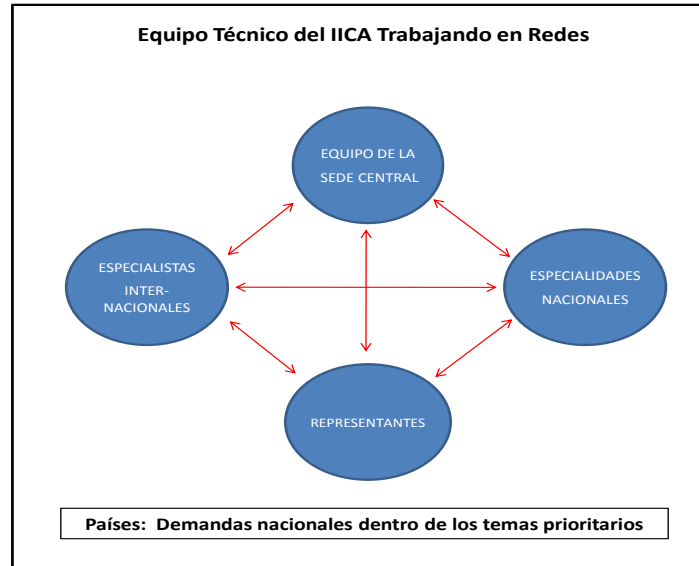 Equipo Técnico del IICA Trabajando en Redes
EQUIPO DE LA
SEDE CENTRAL
ESPECIALISTAS
INTER-
NACIONALES
ESPECIALIDADES
NACIONALES
REPRESENTANTES
Países: Demandas nacionales dentro de los temas prioritarios